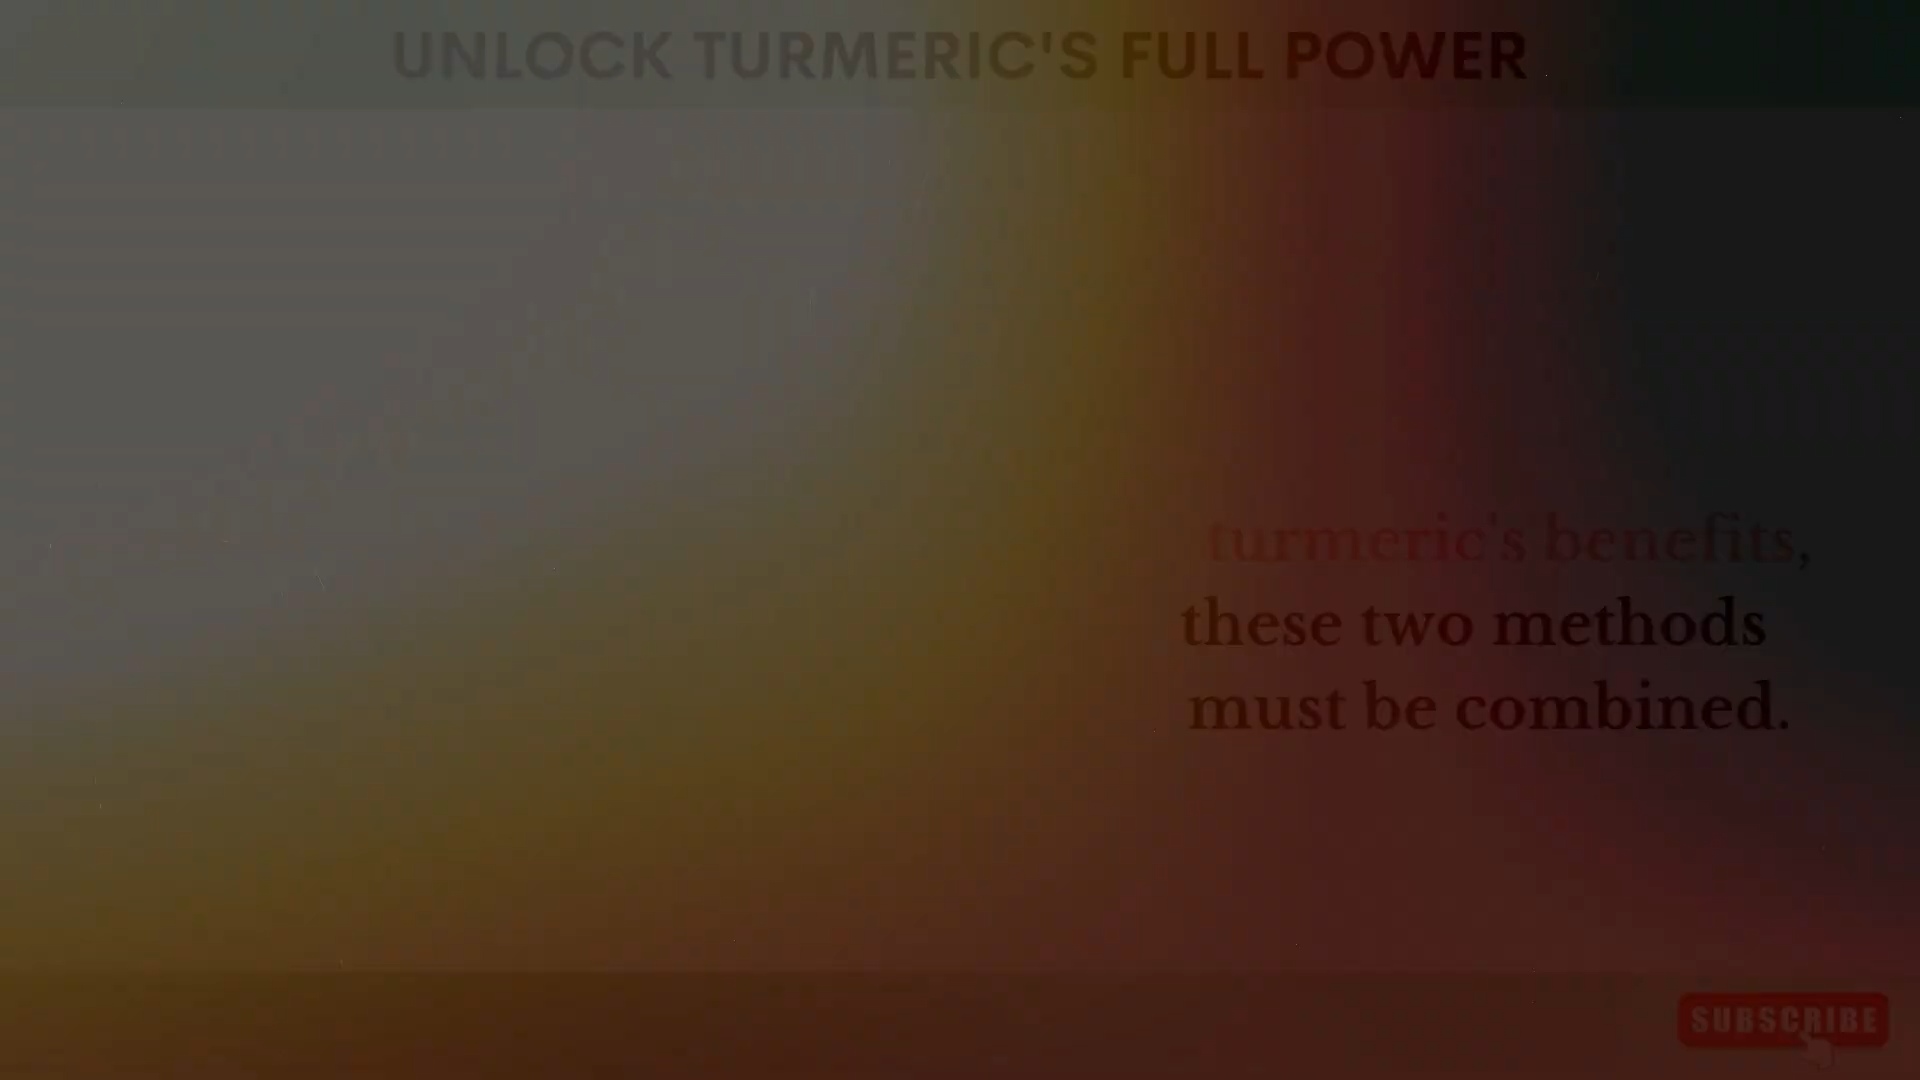 UNLOCK TURMERIC'S FULL POWER
turmeric's benefits,
these two methods
must be combined.
SUBSCRIBE